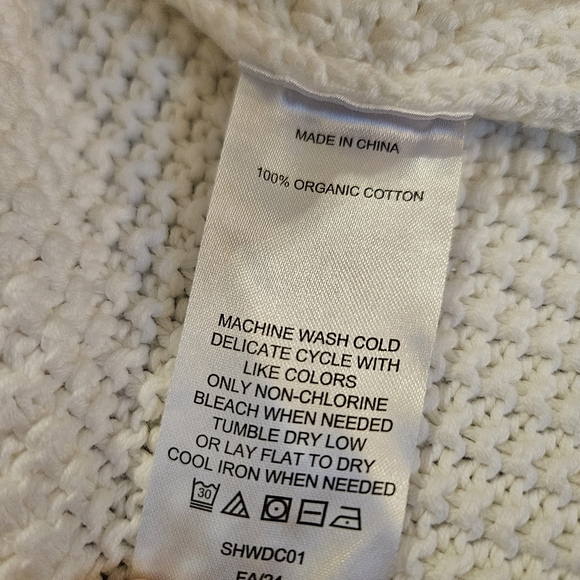 MADE IN CHINA
100% ORGANIC COTTON
MACHINE WASH COLD
DELICATE CYCLE WITH
LIKE COLORS
ONLY NON-CHLORINE
BLEACH WHEN NEEDED
TUMBLE DRY LOW
OR LAY FLAT TO DRY
COOL IRON WHEN NEEDED
30
SHWDC01